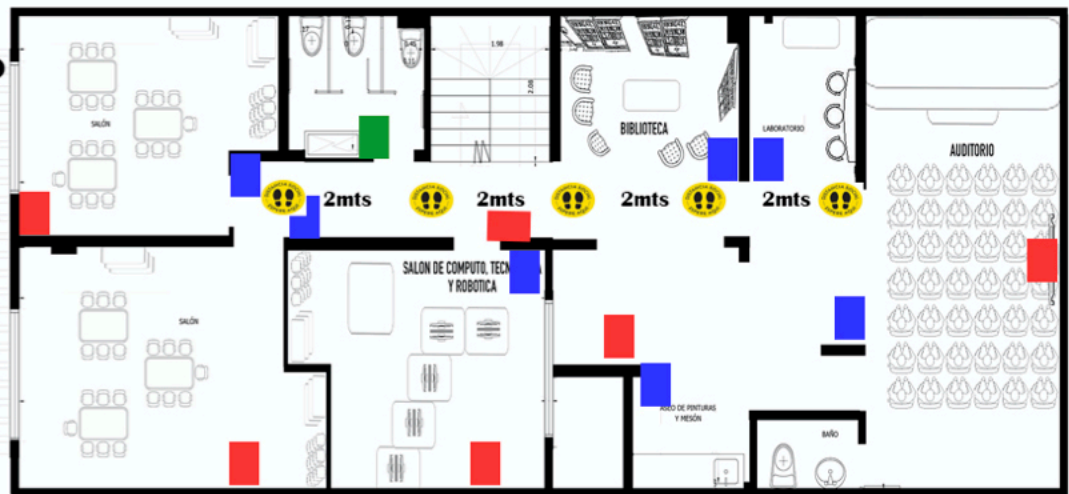 1.98
2.08
BIBLIOTECA
LABORATORIO
SALÓN
AUDITORIO
2mts
2mts
2mts
2mts
SALON DE COMPUTO,
Y ROBOTICA
SALÓN
ASEO DE PINTURAS
Y MESÓN
BAÑO